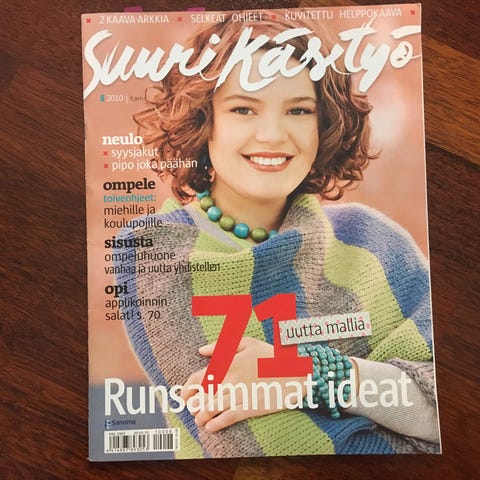 × 2 KAAVA-ARKKIA × SELKEÄT OHJEET × KUVITETTU HELPPOKAAVA ×
Suuri Käsityö
8 2010
neulo
× syysjakut
× pipo joka päähän
ompele
toiveohjeet:
miehille ja
koulupojille
sisusta
ompeluhuone
vanhaa ja uutta yhdistellen
opi
applikoinnin
salat! s. 70
71
uutta mallia
Runsaimmat ideat
Sanoma